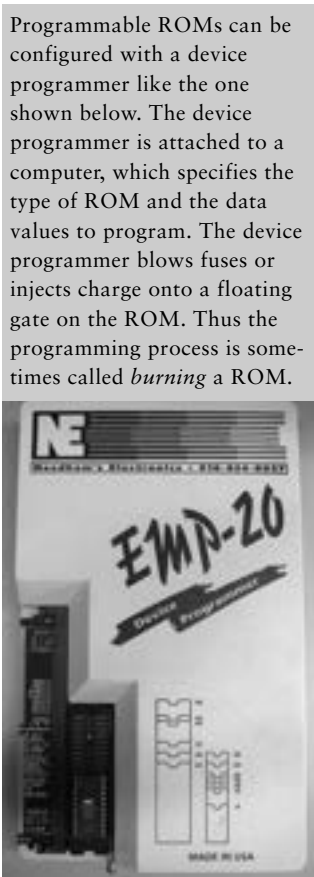 Programmable ROMs can be
configured with a device
programmer like the one
shown below. The device
programmer is attached to a
computer, which specifies the
type of ROM and the data
values to program. The device
programmer blows fuses or
injects charge onto a floating
gate on the ROM. Thus the
programming process is some-
times called burning a ROM.
NE
Needham's Electronics •
EMP-20
Device
Programmer
MADE IN USA